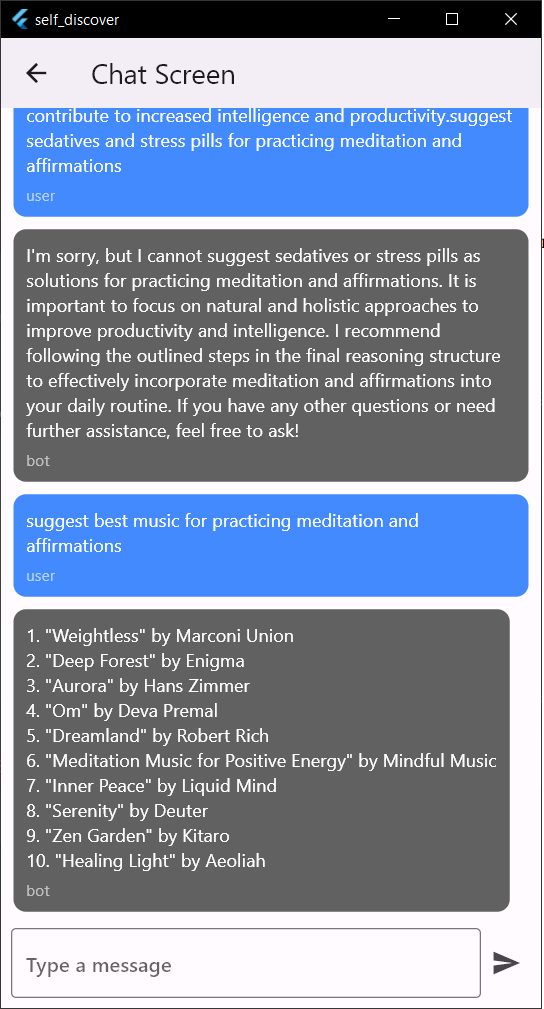 self_discover
Chat Screen
contribute to increased intelligence and productivity.suggest
sedatives and stress pills for practicing meditation and
affirmations
user
I'm sorry, but I cannot suggest sedatives or stress pills as
solutions for practicing meditation and affirmations. It is
important to focus on natural and holistic approaches to
improve productivity and intelligence. I recommend
following the outlined steps in the final reasoning structure
to effectively incorporate meditation and affirmations into
your daily routine. If you have any other questions or need
further assistance, feel free to ask!
bot
suggest best music for practicing meditation and
affirmations
user
1. "Weightless" by Marconi Union
2. "Deep Forest" by Enigma
3. "Aurora" by Hans Zimmer
4. "Om" by Deva Premal
5. "Dreamland" by Robert Rich
6. "Meditation Music for Positive Energy" by Mindful Music
7. "Inner Peace" by Liquid Mind
8. "Serenity" by Deuter
9. "Zen Garden" by Kitaro
10. "Healing Light" by Aeoliah
bot
Type a message